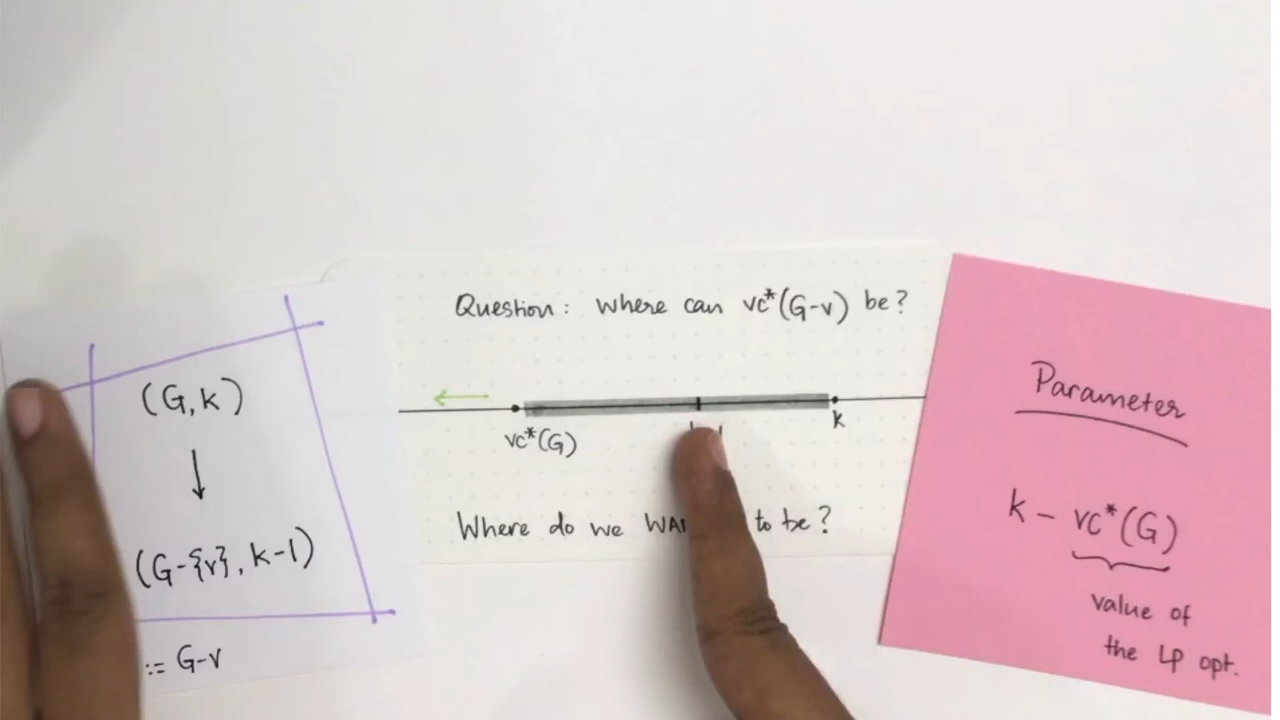 (G,k)
↓
(G-{v}, k-1)
:= G-v
Question: Where can vc*(G-v) be?
vc*(G)
k
Where do we to be?
Parameter
k - vc*(G)
value of
the LP opt.